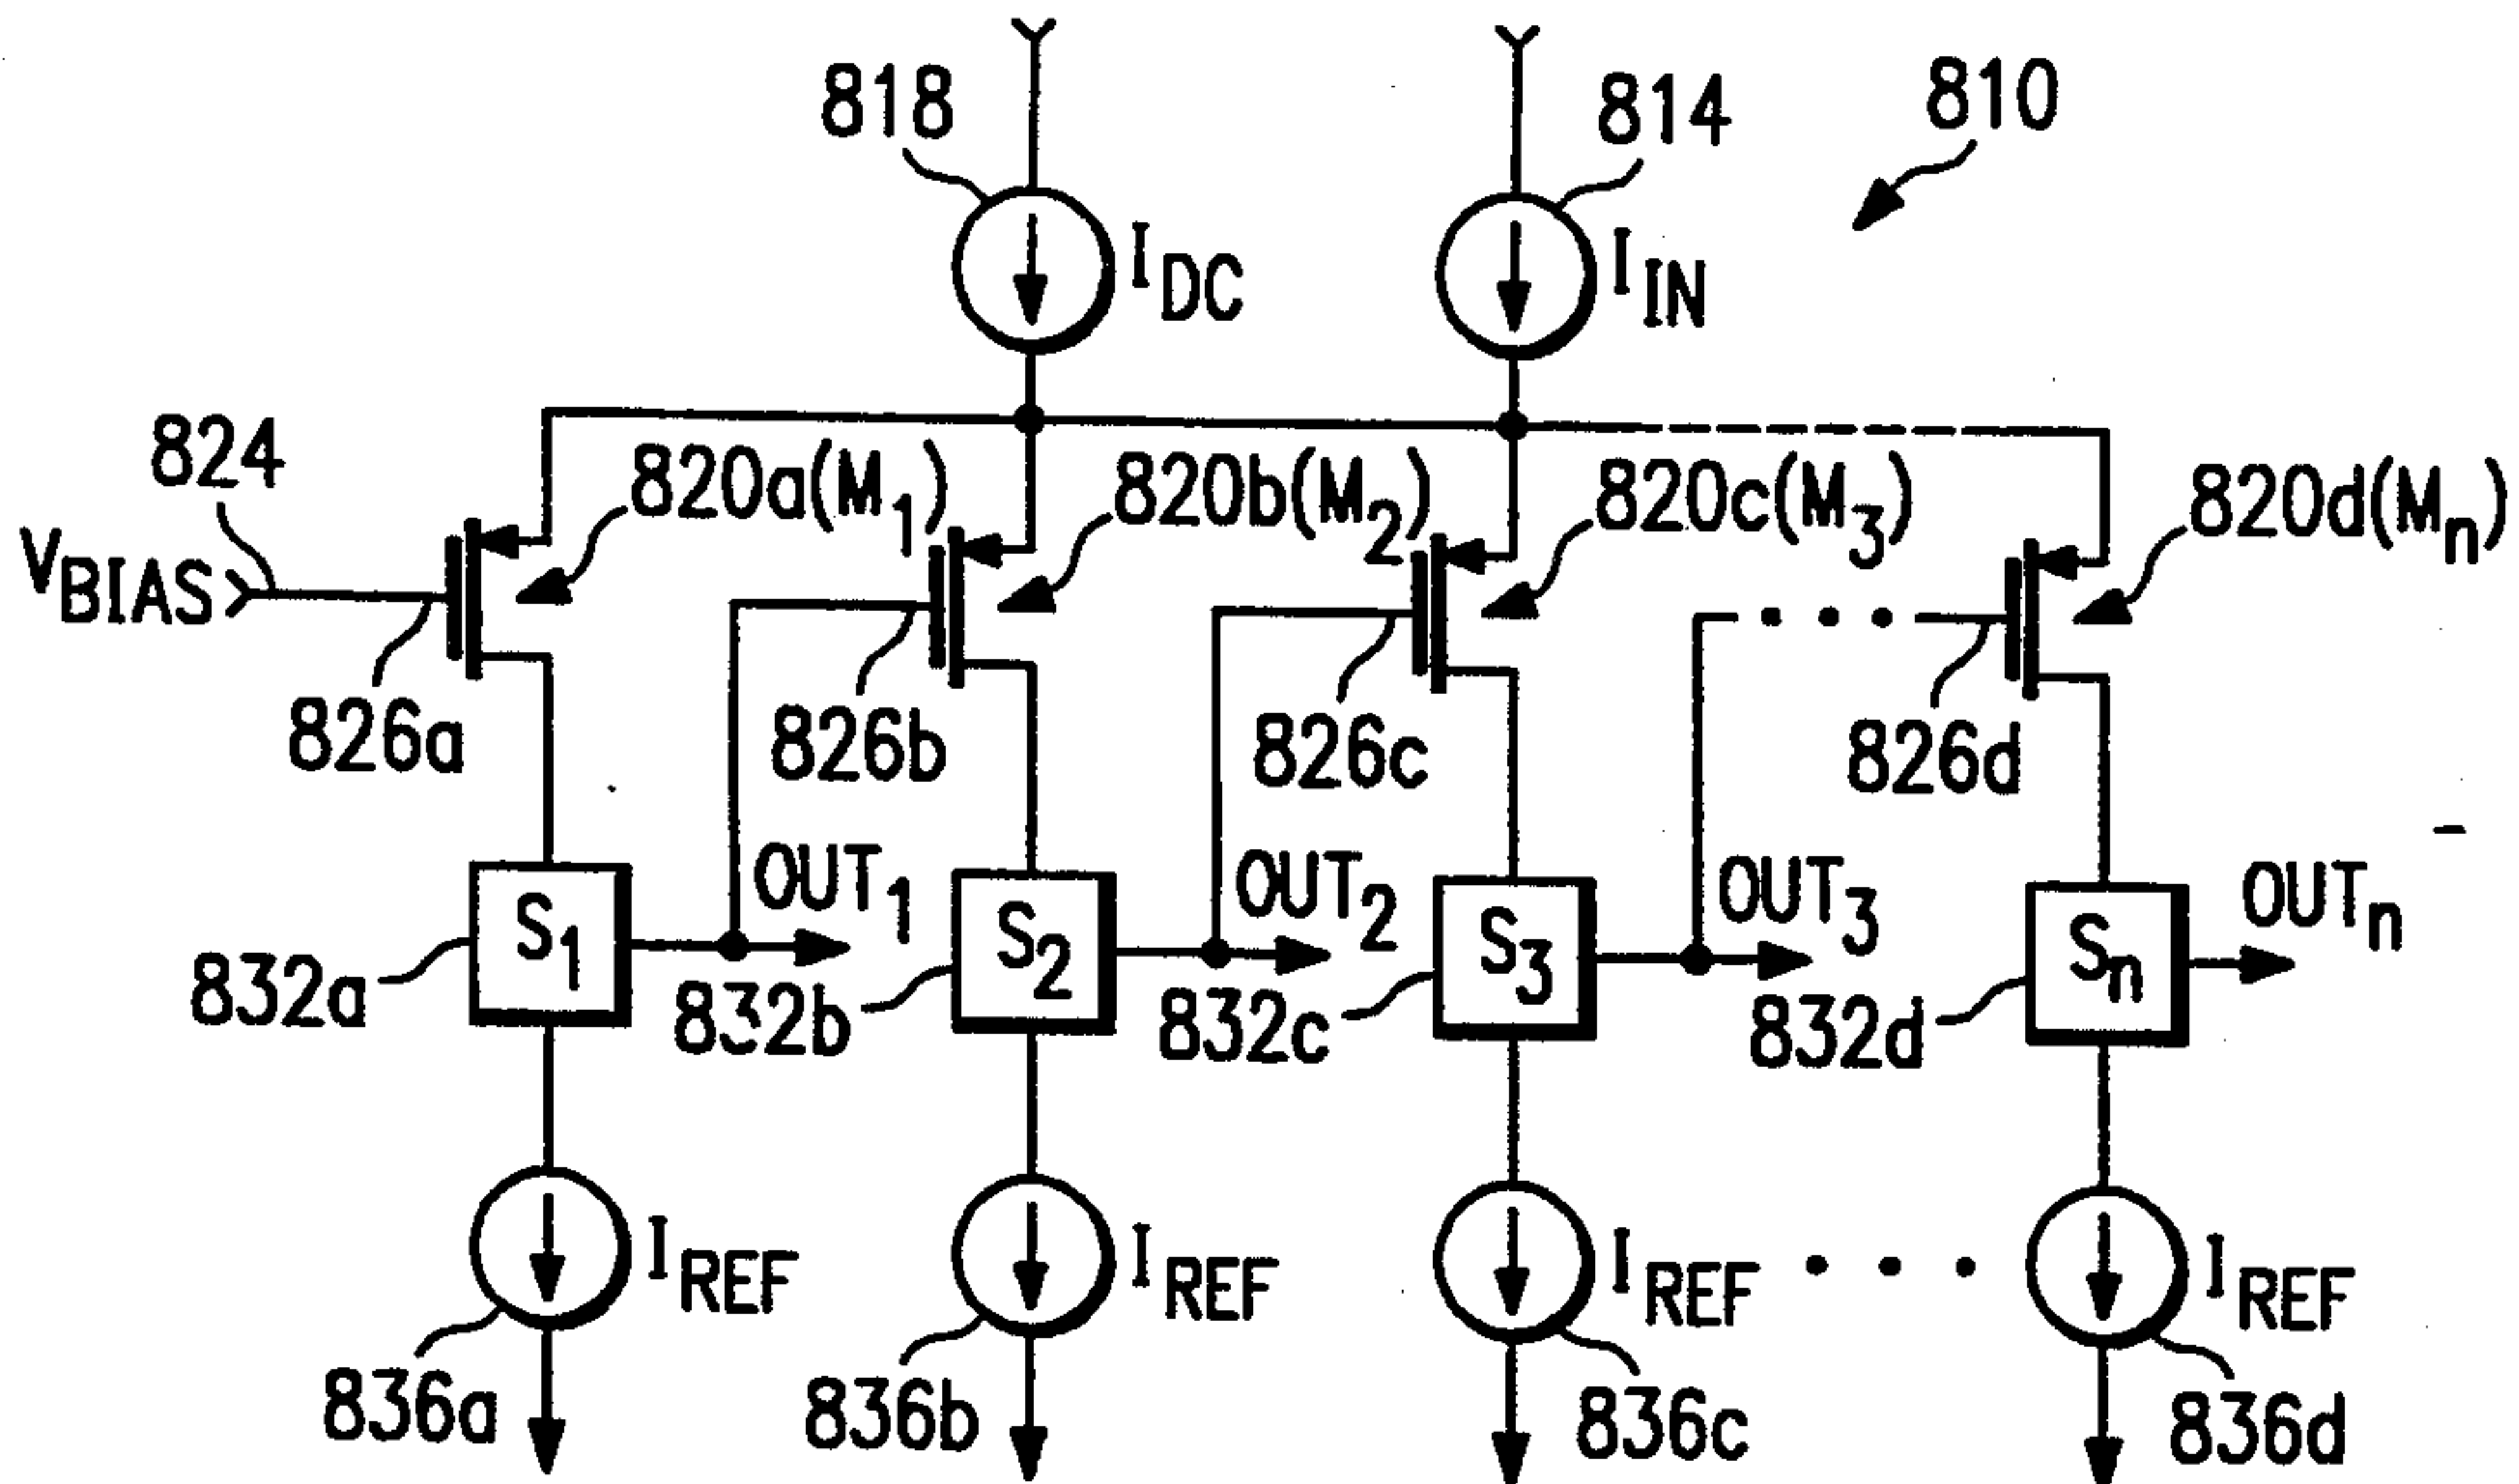 818
814
810
I_DC
I_IN
824
820a(M_1)
820b(M_2)
820c(M_3)
820d(M_n)
V_BIAS
826a
826b
826c
826d
S_1
OUT_1
S_2
OUT_2
S_3
OUT_3
S_n
OUT_n
832a
832b
832c
832d
I_REF
I_REF
I_REF
I_REF
836a
836b
836c
836d